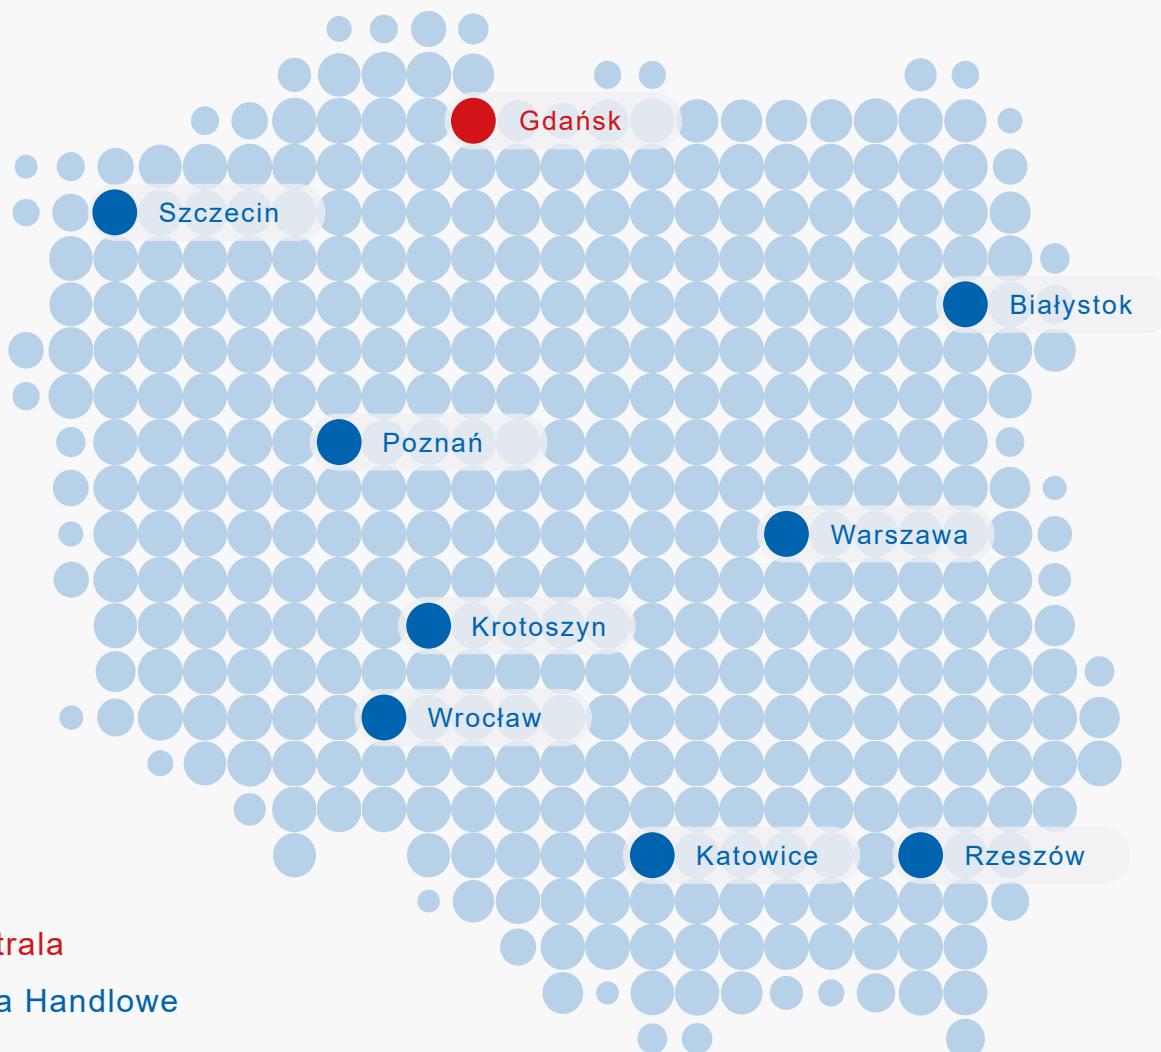 Gdańsk
Szczecin
Białystok
Poznań
Warszawa
Krotoszyn
Wrocław
Katowice
Rzeszów
trala
a Handlowe